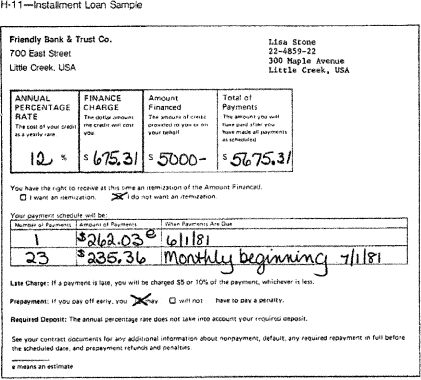 H-11—Installment Loan Sample
Friendly Bank & Trust Co.
700 East Street
Little Creek, USA
Lisa Stone
22-4859-22
300 Maple Avenue
Little Creek, USA
ANNUAL PERCENTAGE RATE
The cost of your credit as a yearly rate
12 %
FINANCE CHARGE
The dollar amount the credit will cost you
$ 675.31
Amount Financed
The amount of credit provided to you or on your behalf
$ 5000-
Total of Payments
The amount you will have paid after you have made all payments as scheduled
$ 5675.31
You have the right to receive at this time an itemization of the Amount Financed.
☐ I want an itemization. ☒ I do not want an itemization.
Your payment schedule will be:
Number of Payments Amount of Payments When Payments Are Due
1 $262.03 e 6/1/81
23 $235.36 Monthly beginning 7/1/81
Late Charge: If a payment is late, you will be charged $5 or 10% of the payment, whichever is less.
Prepayment: If you pay off early, you ☒ may ☐ will not have to pay a penalty.
Required Deposit: The annual percentage rate does not take into account your required deposit.
See your contract documents for any additional information about nonpayment, default, any required repayment in full before
the scheduled date, and prepayment refunds and penalties.
e means an estimate